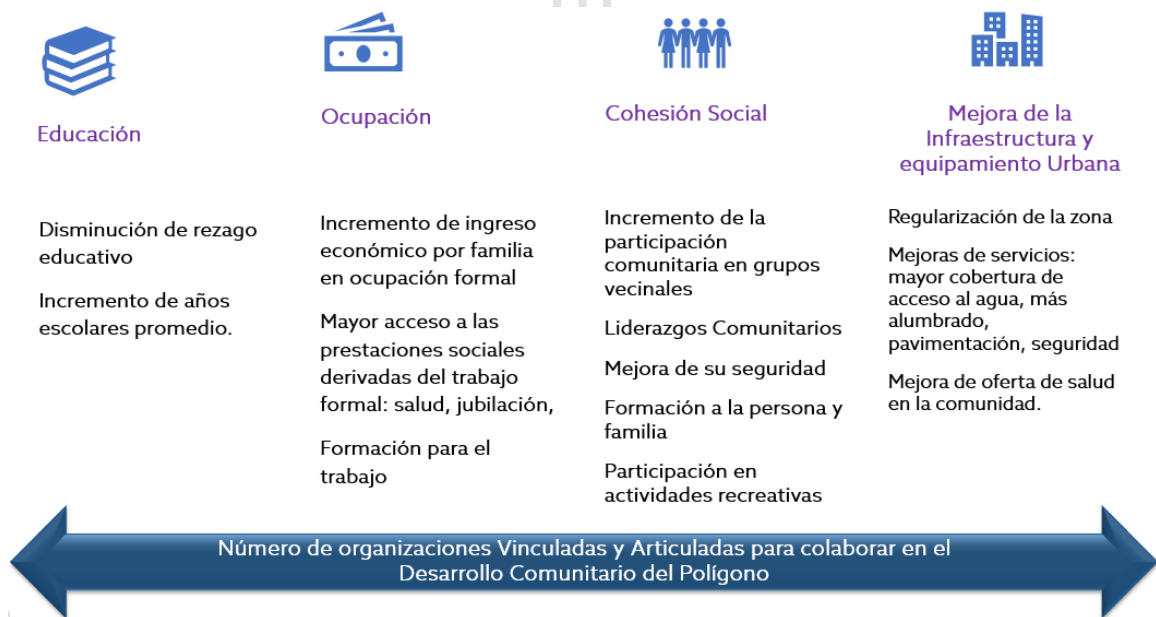 Educación
Disminución de rezago
educativo
Incremento de años
escolares promedio.
Ocupación
Incremento de ingreso
económico por familia
en ocupación formal
Mayor acceso a las
prestaciones sociales
derivadas del trabajo
formal: salud, jubilación,
Formación para el
trabajo
Cohesión Social
Incremento de la
participación
comunitaria en grupos
vecinales
Liderazgos Comunitarios
Mejora de su seguridad
Formación a la persona y
familia
Participación en
actividades recreativas
Mejora de la
Infraestructura y
equipamiento Urbana
Regularización de la zona
Mejoras de servicios:
mayor cobertura de
acceso al agua, más
alumbrado,
pavimentación, seguridad
Mejora de oferta de salud
en la comunidad.
Número de organizaciones Vinculadas y Articuladas para colaborar en el
Desarrollo Comunitario del Polígono